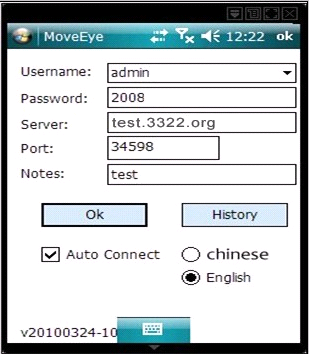 MoveEye 12:22 ok
Username: admin
Password: 2008
Server: test.3322.org
Port: 34598
Notes: test
Ok History
Auto Connect chinese
English
v20100324-10